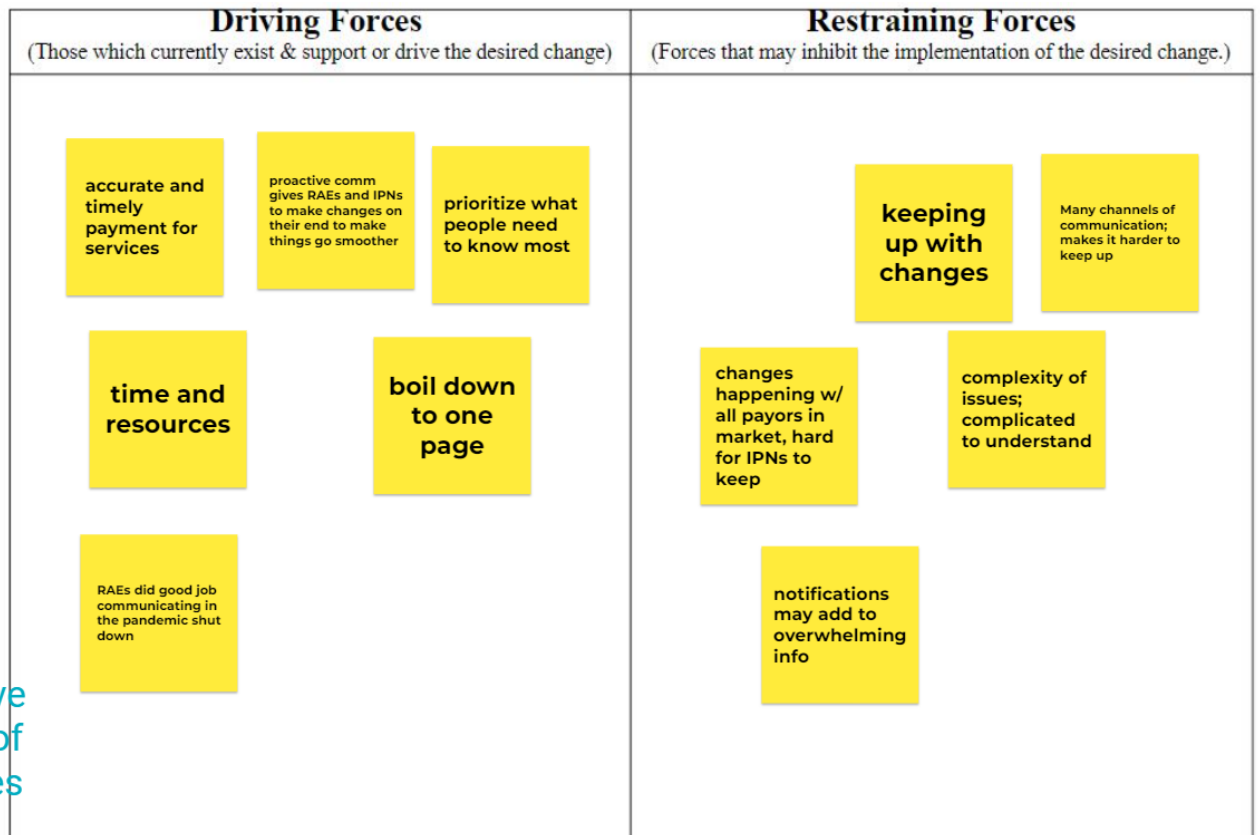 Driving Forces
(Those which currently exist & support or drive the desired change)
Restraining Forces
(Forces that may inhibit the implementation of the desired change.)
accurate and
timely
payment for
services
proactive comm
gives RAEs and IPNs
to make changes on
their end to make
things go smoother
prioritize what
people need
to know most
time and
resources
boil down
to one
page
RAEs did good job
communicating in
the pandemic shut
down
keeping
up with
changes
Many channels of
communication;
makes it harder to
keep up
changes
happening w/
all payors in
market, hard
for IPNs to
keep
complexity of
issues;
complicated
to understand
notifications
may add to
overwhelming
info
of